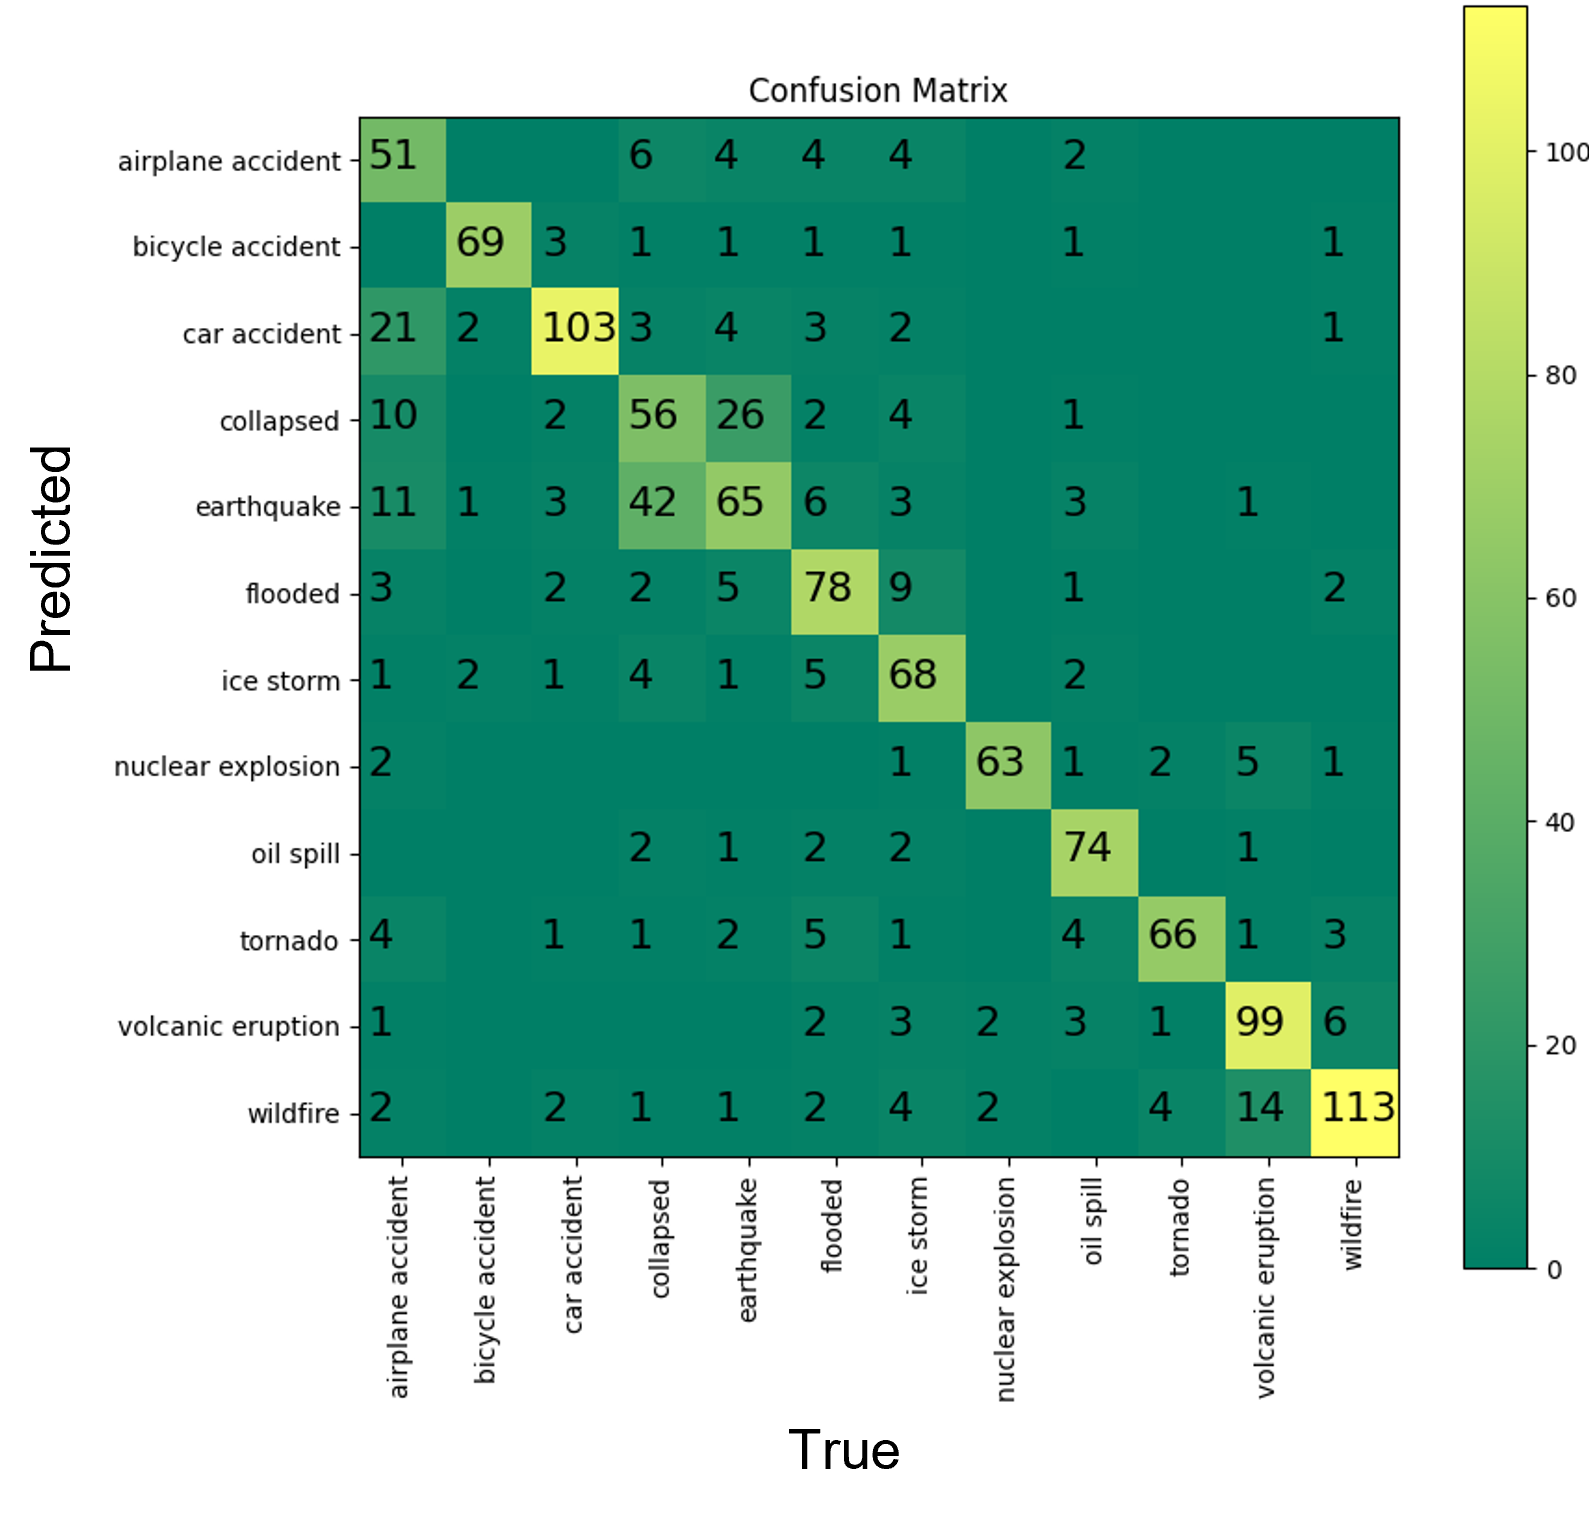 Confusion Matrix
airplane accident 51 6 4 4 4 2
bicycle accident 69 3 1 1 1 1 1 1
car accident 21 2 103 3 4 3 2 1
collapsed 10 2 56 26 2 4 1
earthquake 11 1 3 42 65 6 3 3 1
flooded 3 2 2 5 78 9 1 2
ice storm 1 2 1 4 1 5 68 2
nuclear explosion 2 1 63 1 2 5 1
oil spill 2 1 2 2 74 1
tornado 4 1 1 2 5 1 4 66 1 3
volcanic eruption 1 2 3 2 3 1 99 6
wildfire 2 2 1 1 2 4 2 4 14 113
Predicted
airplane accident
bicycle accident
car accident
collapsed
earthquake
flooded
ice storm
nuclear explosion
oil spill
tornado
volcanic eruption
wildfire
True
100
80
60
40
20
0